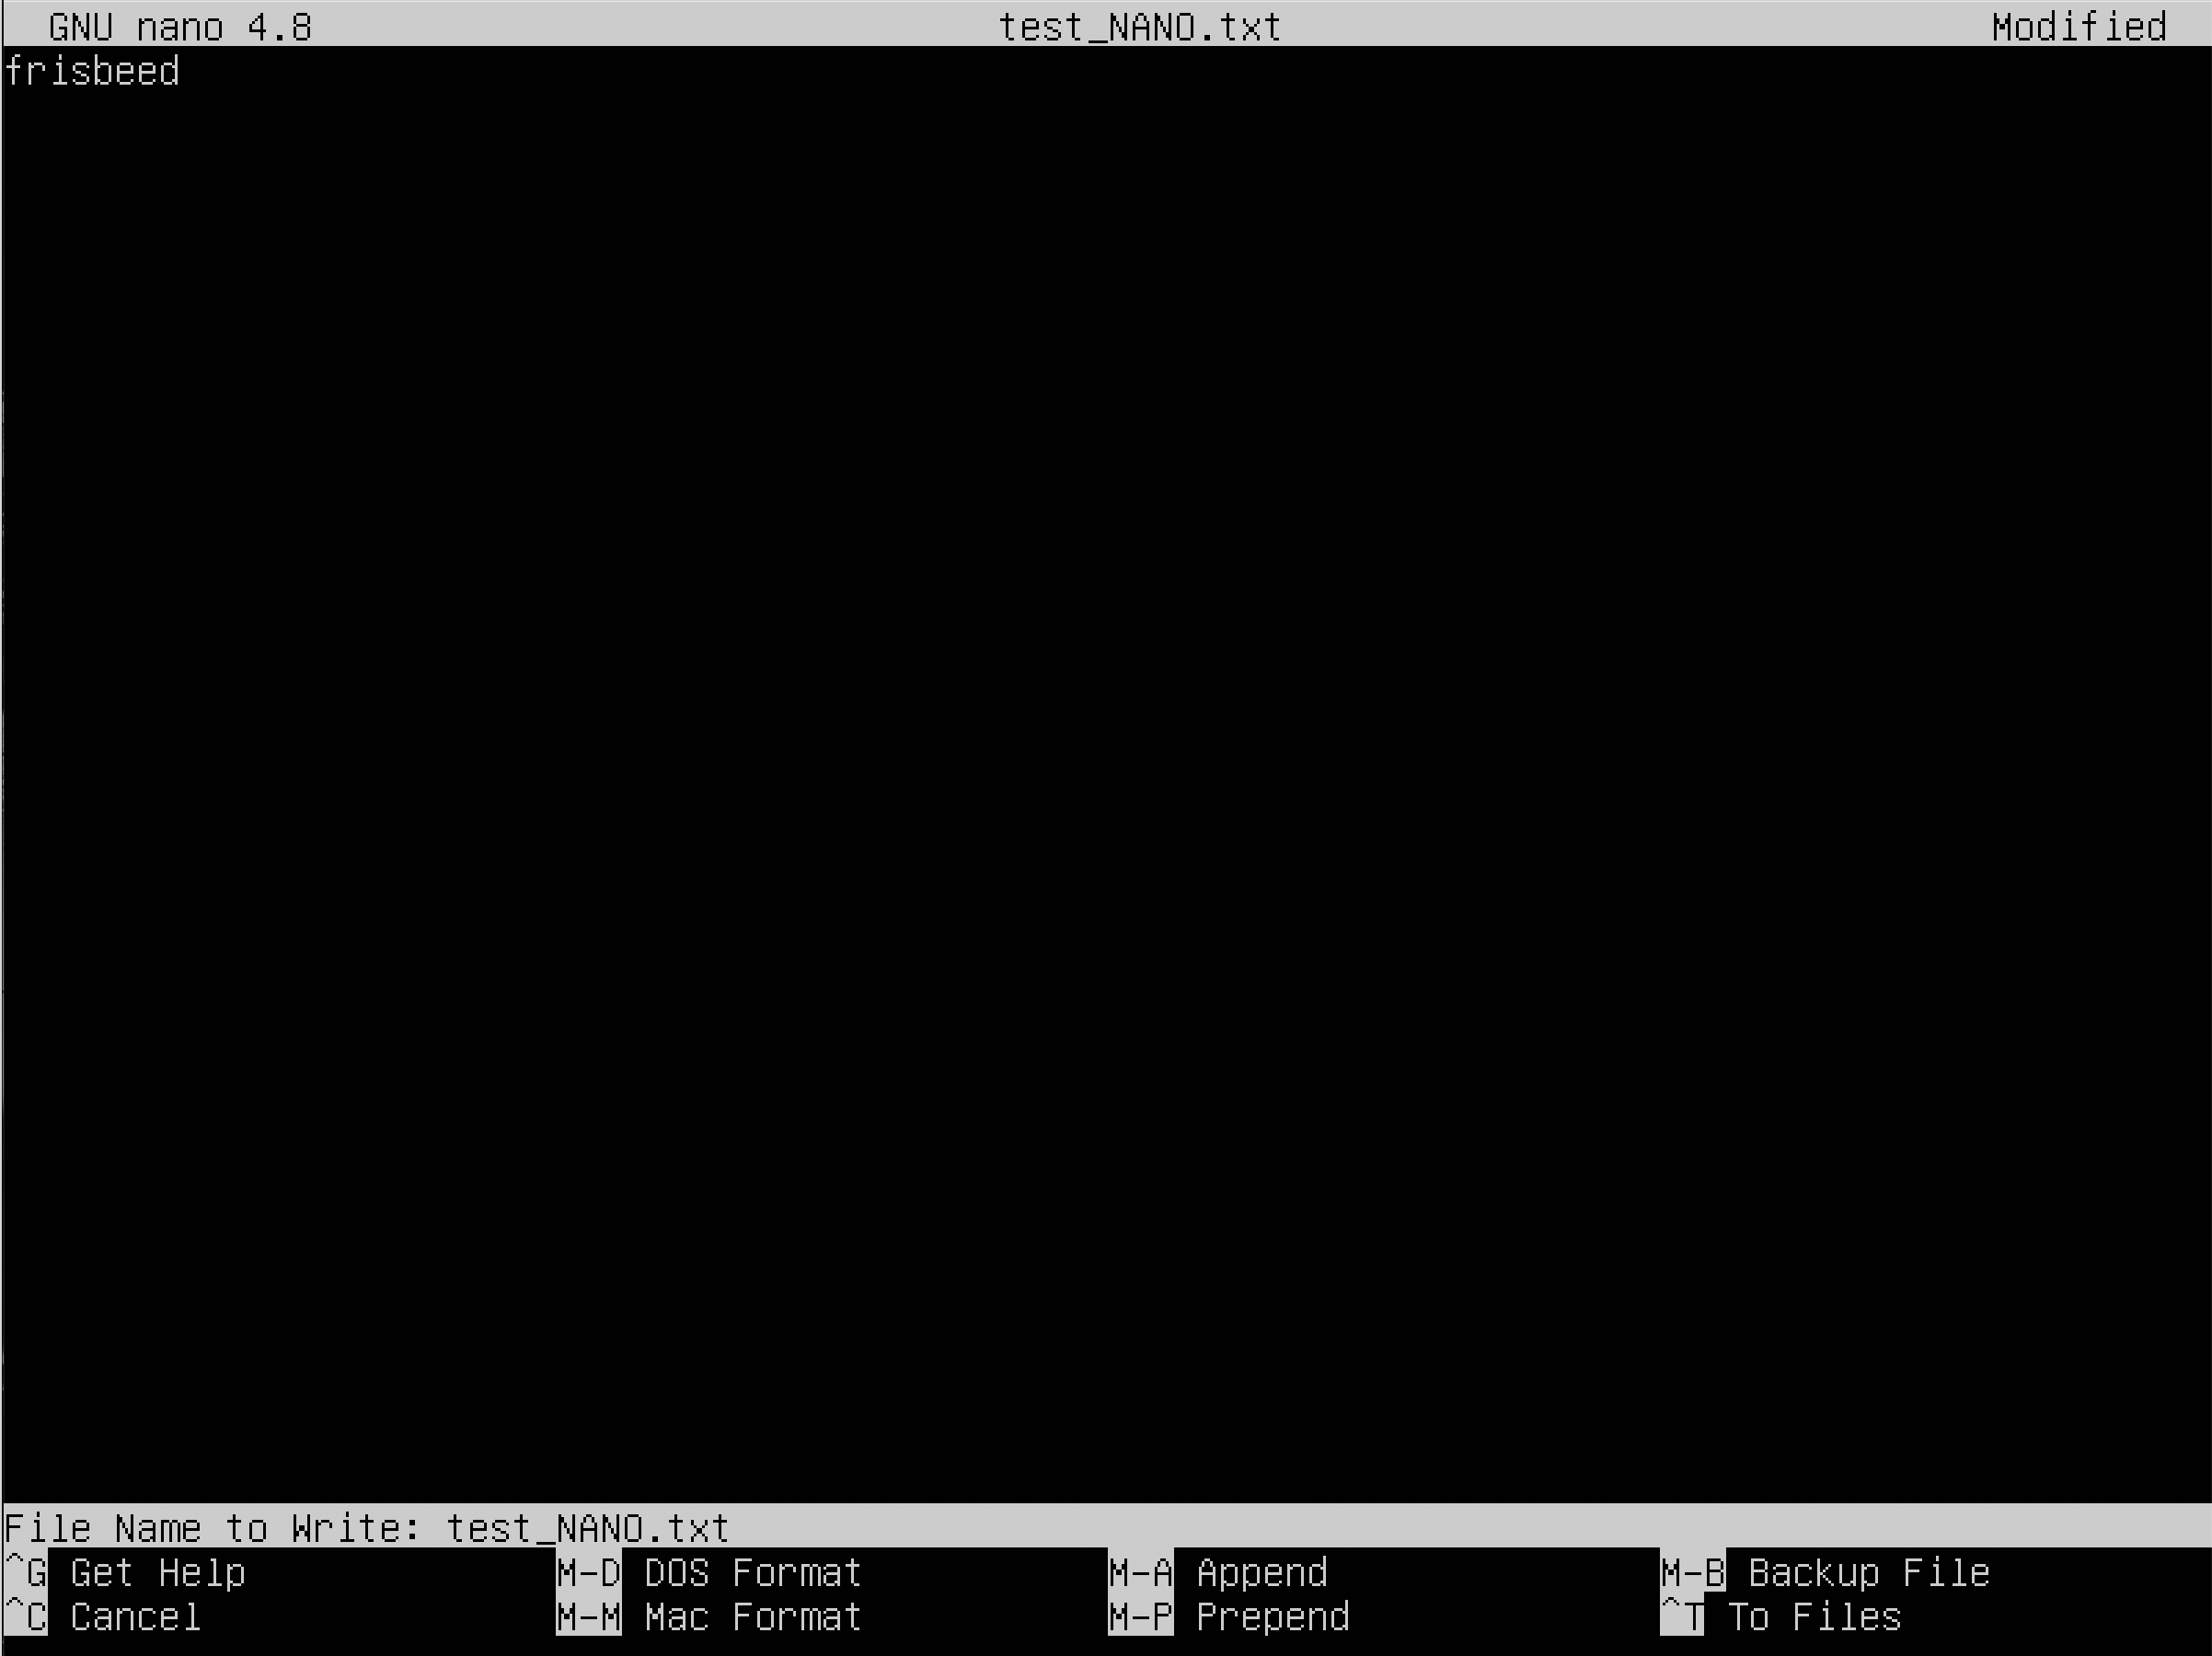 GNU nano 4.8 test_NANO.txt Modified
frisbeed
File Name to Write: test_NANO.txt
^G Get Help M-D DOS Format M-A Append M-B Backup File
^C Cancel M-M Mac Format M-P Prepend ^T To Files